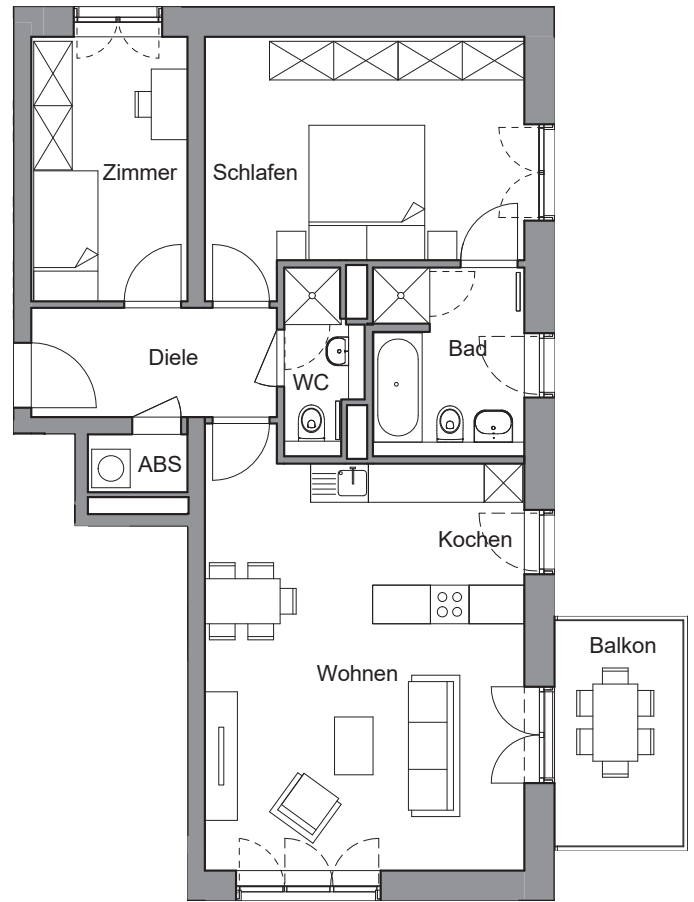 Zimmer
Schlafen
Diele
WC
Bad
ABS
Kochen
Wohnen
Balkon